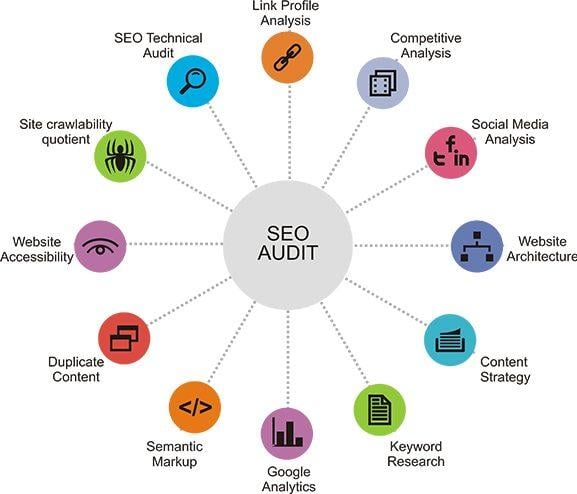 Link Profile
Analysis
SEO Technical
Audit
Competitive
Analysis
Site crawlability
quotient
Social Media
Analysis
f
t in
SEO
AUDIT
Website
Accessibility
Website
Architecture
Duplicate
Content
Content
Strategy
</>
Semantic
Markup
Google
Analytics
Keyword
Research